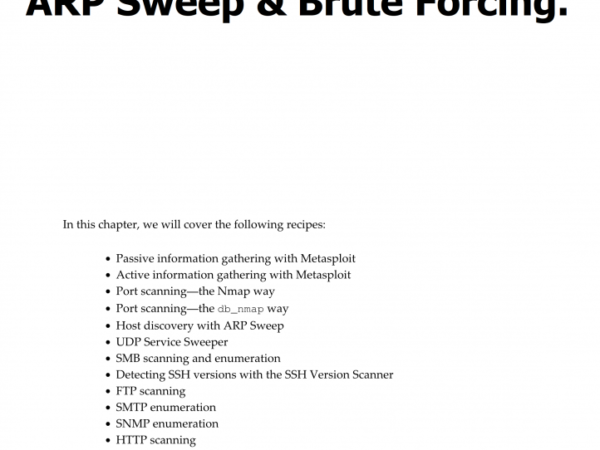 ARP Sweep & Brute Forcing.
In this chapter, we will cover the following recipes:
• Passive information gathering with Metasploit
• Active information gathering with Metasploit
• Port scanning—the Nmap way
• Port scanning—the db_nmap way
• Host discovery with ARP Sweep
• UDP Service Sweeper
• SMB scanning and enumeration
• Detecting SSH versions with the SSH Version Scanner
• FTP scanning
• SMTP enumeration
• SNMP enumeration
• HTTP scanning